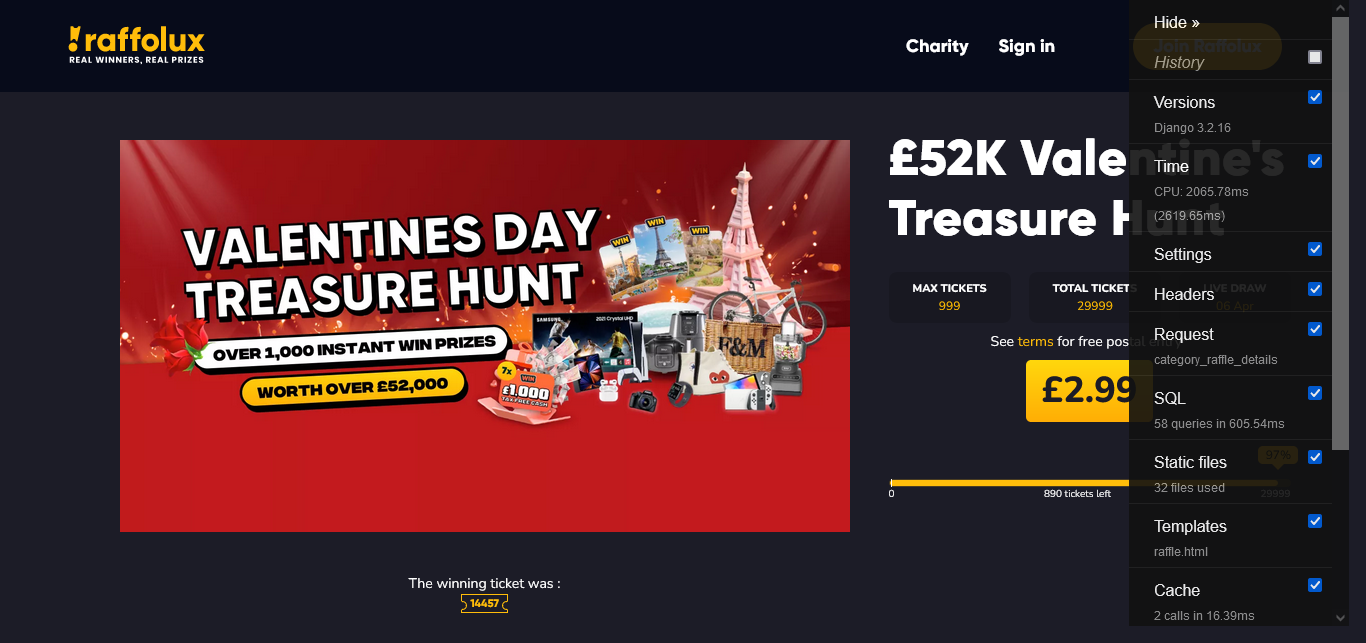 raffolux
REAL WINNERS, REAL PRIZES
Charity
Sign in
Join Raffolux
VALENTINES DAY
TREASURE HUNT
OVER 1,000 INSTANT WIN PRIZES
WORTH OVER £52,000
WIN
WIN
WIN
SAMSUNG
2021 Crystal UHD
F&M
7x
WIN
£1,000
TAX FREE CASH
The winning ticket was :
14457
£52K Valentine's
Treasure Hunt
MAX TICKETS
999
TOTAL TICKETS
29999
LIVE DRAW
06 Apr
See terms for free postal entry
£2.99
97%
0
890 tickets left
29999
Hide »
History
Versions
Django 3.2.16
Time
CPU: 2065.78ms
(2619.65ms)
Settings
Headers
Request
category_raffle_details
SQL
58 queries in 605.54ms
Static files
32 files used
Templates
raffle.html
Cache
2 calls in 16.39ms